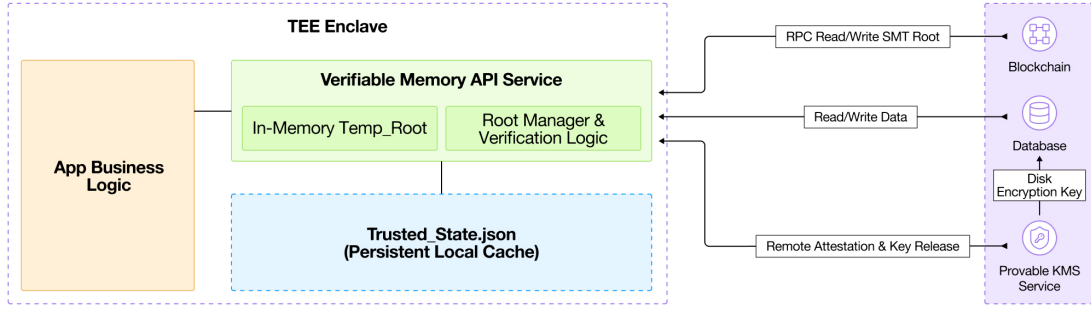 TEE Enclave
App Business
Logic
Verifiable Memory API Service
In-Memory Temp_Root
Root Manager &
Verification Logic
Trusted_State.json
(Persistent Local Cache)
RPC Read/Write SMT Root
Read/Write Data
Remote Attestation & Key Release
Blockchain
Database
Disk
Encryption Key
Provable KMS
Service